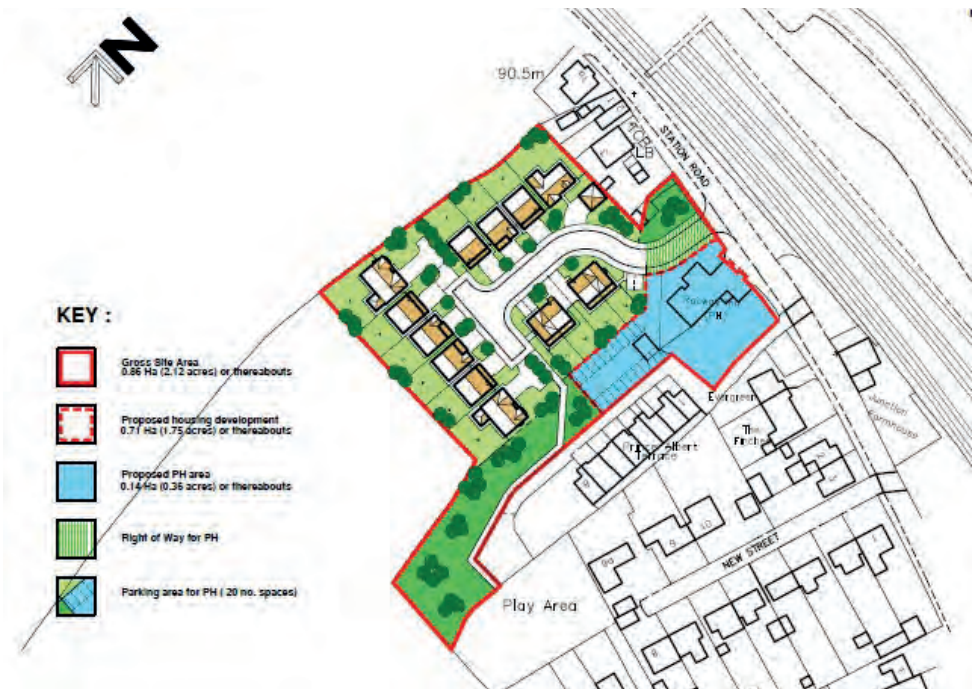 N
90.5m
TCB
LB
STATION ROAD
KEY :
Gross Site Area
0.86 Ha (2.12 acres) or thereabouts
Proposed housing development
0.71 Ha (1.75 acres) or thereabouts
Proposed PH area
0.14 Ha (0.36 acres) or thereabouts
Right of Way for PH
Parking area for PH ( 20 no. spaces)
PH
Evergreen
The
Prince Albert
Terrace
Junction
Farmhouse
NEW STREET
Play Area